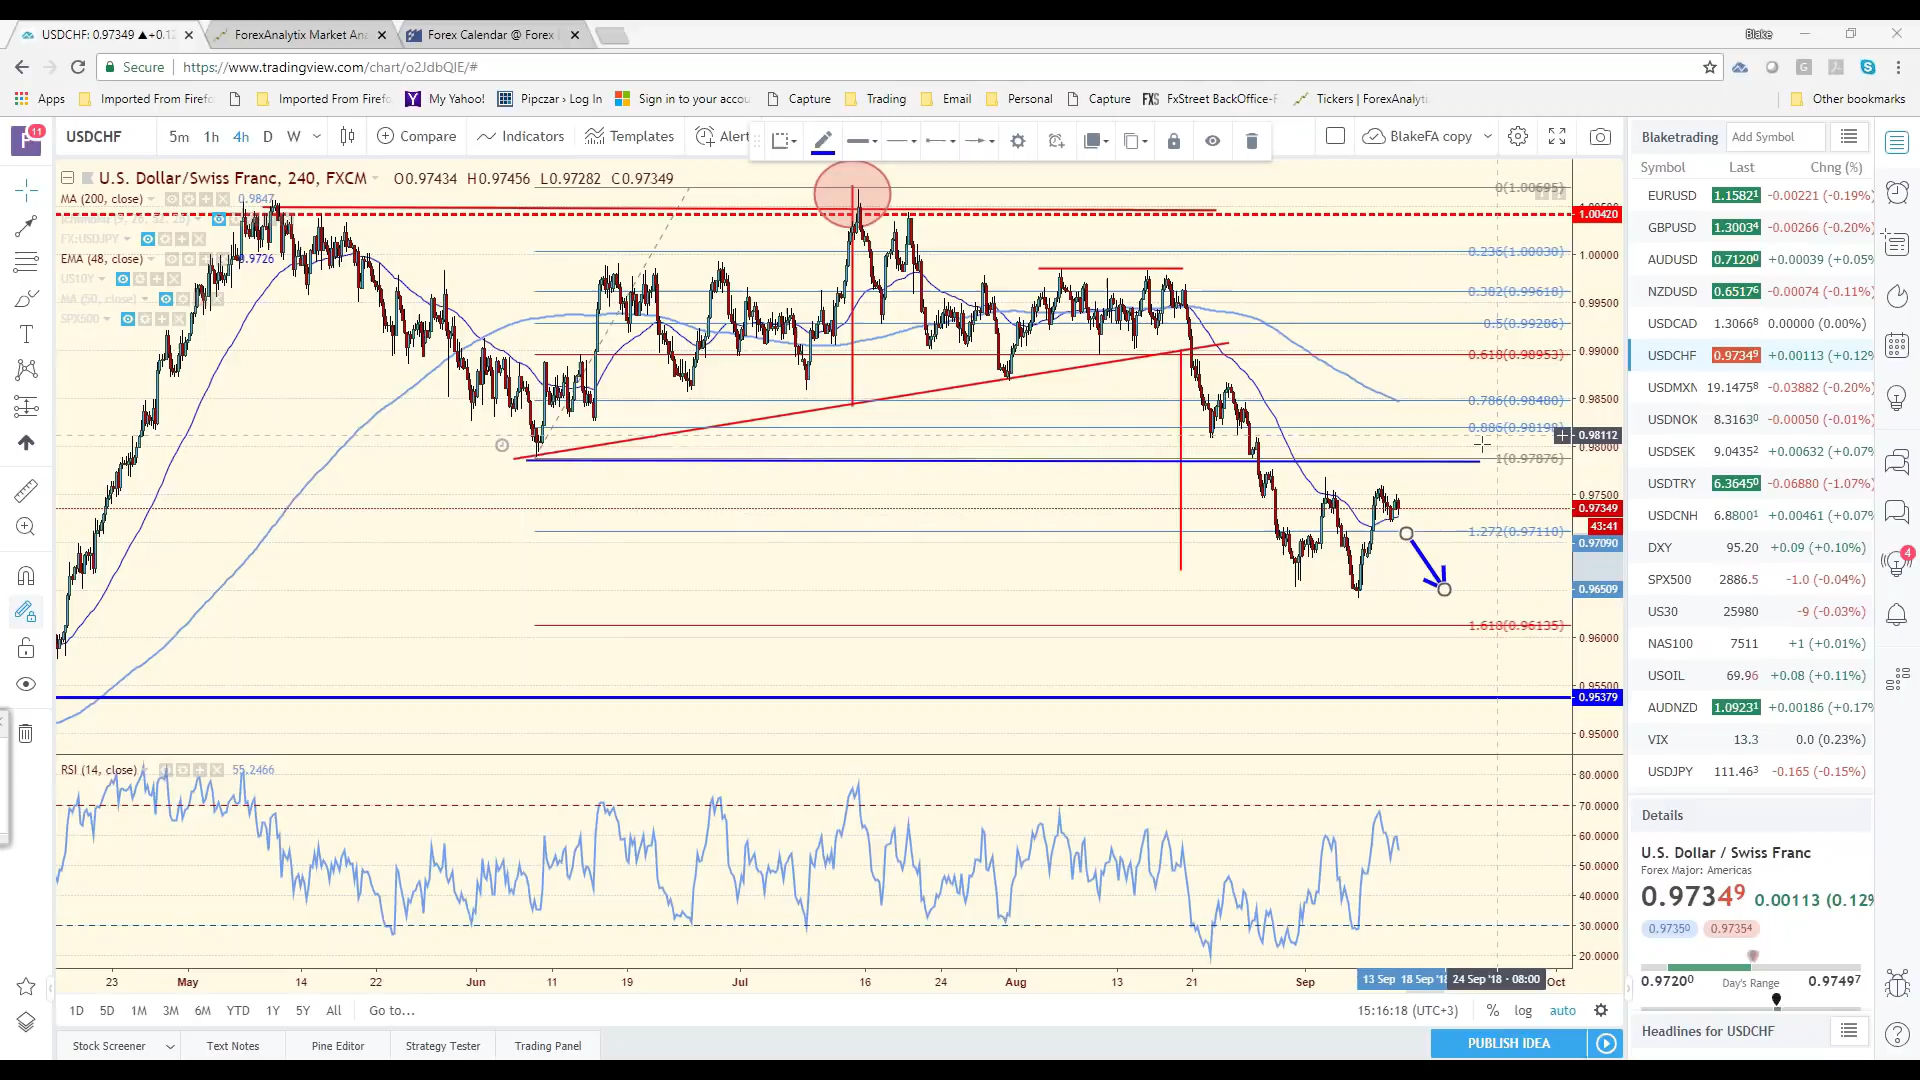 USDCHF: 0.97349 ▲+0.12
ForexAnalytix Market An
Forex Calendar @ Forex
Blake
Secure
https://www.tradingview.com/chart/o2JdbQIE/#
Apps
Imported From Firefo
Imported From Firefo
My Yahoo!
Pipczar › Log In
Sign in to your accou
Capture
Trading
Email
Personal
Capture
FXS
FxStreet BackOffice-F
Tickers | ForexAnalyti
Other bookmarks
11
USDCHF
5m
1h
4h
D
W
Compare
Indicators
Templates
Alert
BlakeFA copy
Blaketrading
Add Symbol
U.S. Dollar/Swiss Franc, 240, FXCM
O0.97434 H0.97456 L0.97282 C0.97349
MA (200, close)
0.9847
FX:USDJPY
EMA (48, close)
0.9726
US10Y
MA (50, close)
SPX500
0(1.00695)
0.236(1.00030)
0.382(0.99618)
0.5(0.99286)
0.618(0.98953)
0.786(0.98480)
0.886(0.98198)
1(0.97876)
1.272(0.97110)
1.618(0.96135)
1.00420
1.00000
0.99500
0.99000
0.98500
0.98112
0.98000
0.97500
0.97349
43:41
0.97090
0.96509
0.96000
0.95500
0.95379
0.95000
RSI (14, close)
55.2466
80.0000
70.0000
60.0000
50.0000
40.0000
30.0000
20.0000
23
May
14
22
Jun
11
19
Jul
16
24
Aug
13
21
Sep
13 Sep
18 Sep '18
24 Sep '18 - 08:00
Oct
1D
5D
1M
3M
6M
YTD
1Y
5Y
All
Go to...
15:16:18 (UTC+3)
%
log
auto
Stock Screener
Text Notes
Pine Editor
Strategy Tester
Trading Panel
PUBLISH IDEA
Symbol Last Chng (%)
EURUSD 1.15821 -0.00221 (-0.19%)
GBPUSD 1.30034 -0.00266 (-0.20%)
AUDUSD 0.71200 +0.00039 (+0.05%
NZDUSD 0.65176 -0.00074 (-0.11%)
USDCAD 1.30668 0.00000 (0.00%)
USDCHF 0.97349 +0.00113 (+0.12%
USDMXN 19.14758 -0.03882 (-0.20%)
USDNOK 8.31630 -0.00050 (-0.01%)
USDSEK 9.04352 +0.00632 (+0.07%
USDTRY 6.36450 -0.06880 (-1.07%)
USDCNH 6.88001 +0.00461 (+0.07%
DXY 95.20 +0.09 (+0.10%)
SPX500 2886.5 -1.0 (-0.04%)
US30 25980 -9 (-0.03%)
NAS100 7511 +1 (+0.01%)
USOIL 69.96 +0.08 (+0.11%)
AUDNZD 1.09231 +0.00186 (+0.17%
VIX 13.3 0.0 (0.23%)
USDJPY 111.463 -0.165 (-0.15%)
4
Details
U.S. Dollar / Swiss Franc
Forex Major: Americas
0.97349 0.00113 (0.12%
0.97350
0.97354
0.97200
Day's Range
0.97497
Headlines for USDCHF